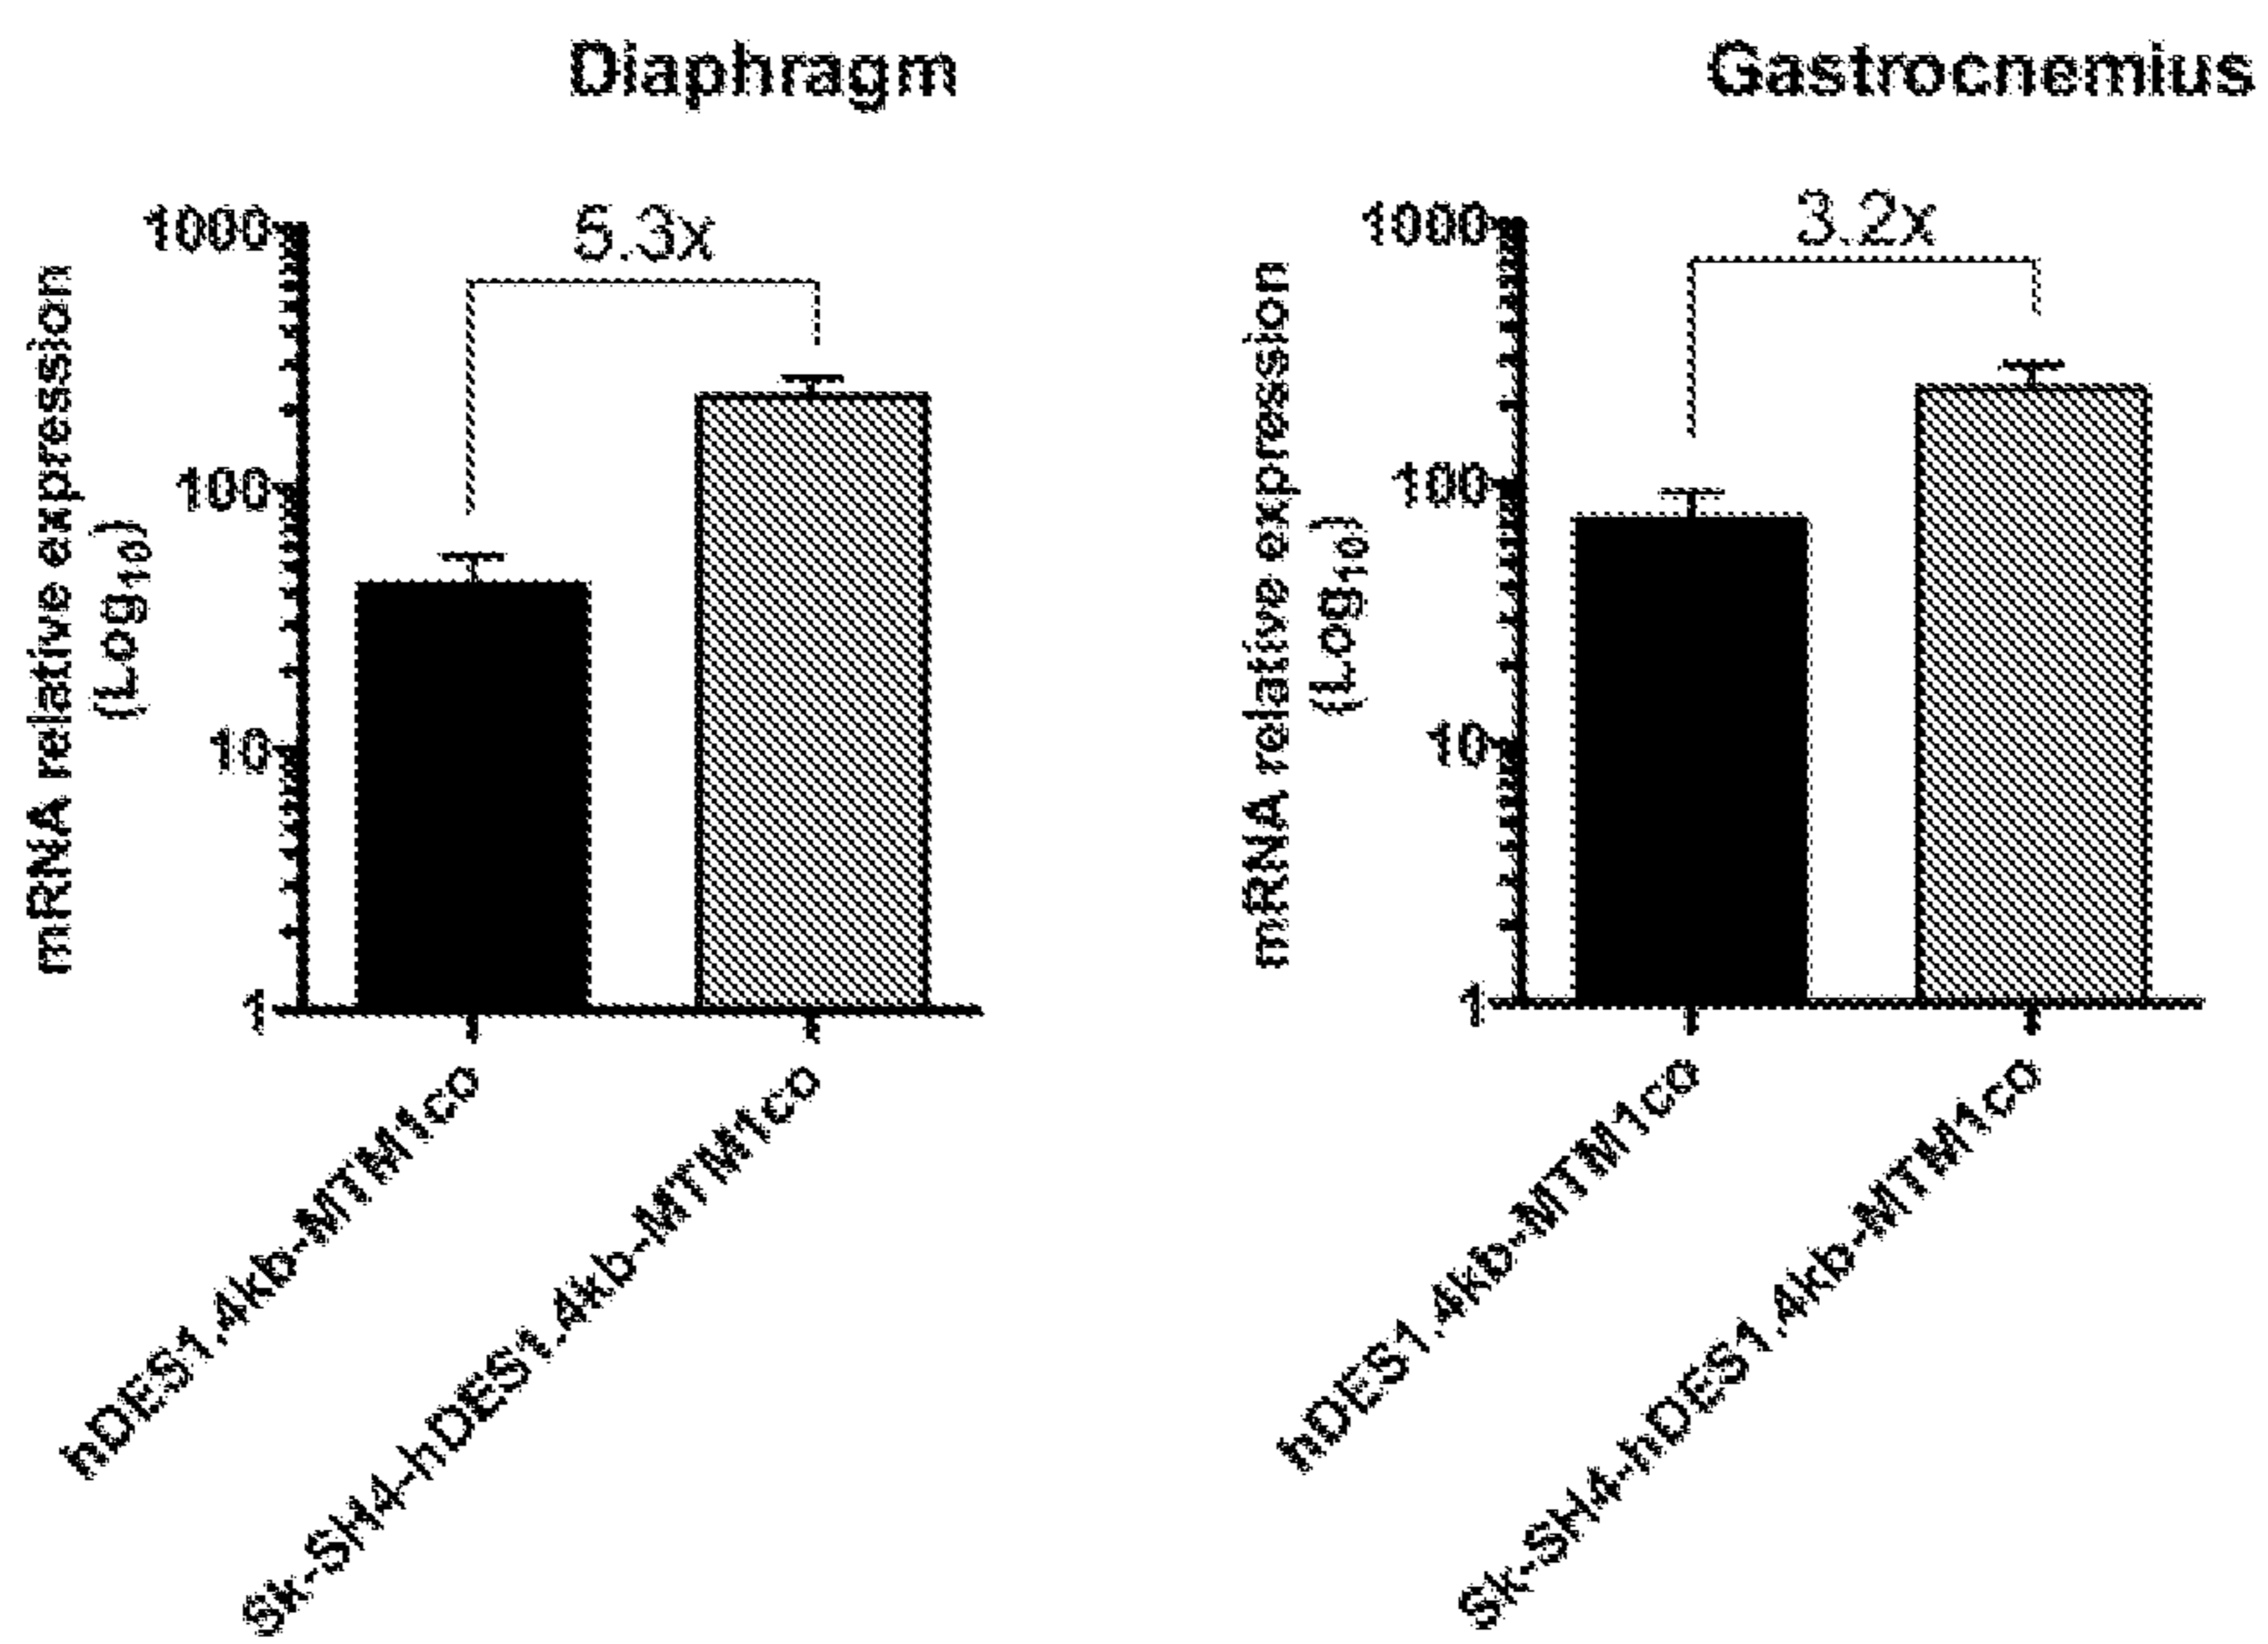 Diaphragm
mRNA relative expression
(Log10)
1000
100
10
1
5.3x
hDES1.4kb-MTM1co
Sk-SH4-hDES1.4kb-MTM1co
Gastrocnemius
mRNA relative expression
(Log10)
1000
100
10
1
3.2x
hDES1.4kb-MTM1co
Sk-SH4-hDES1.4kb-MTM1co